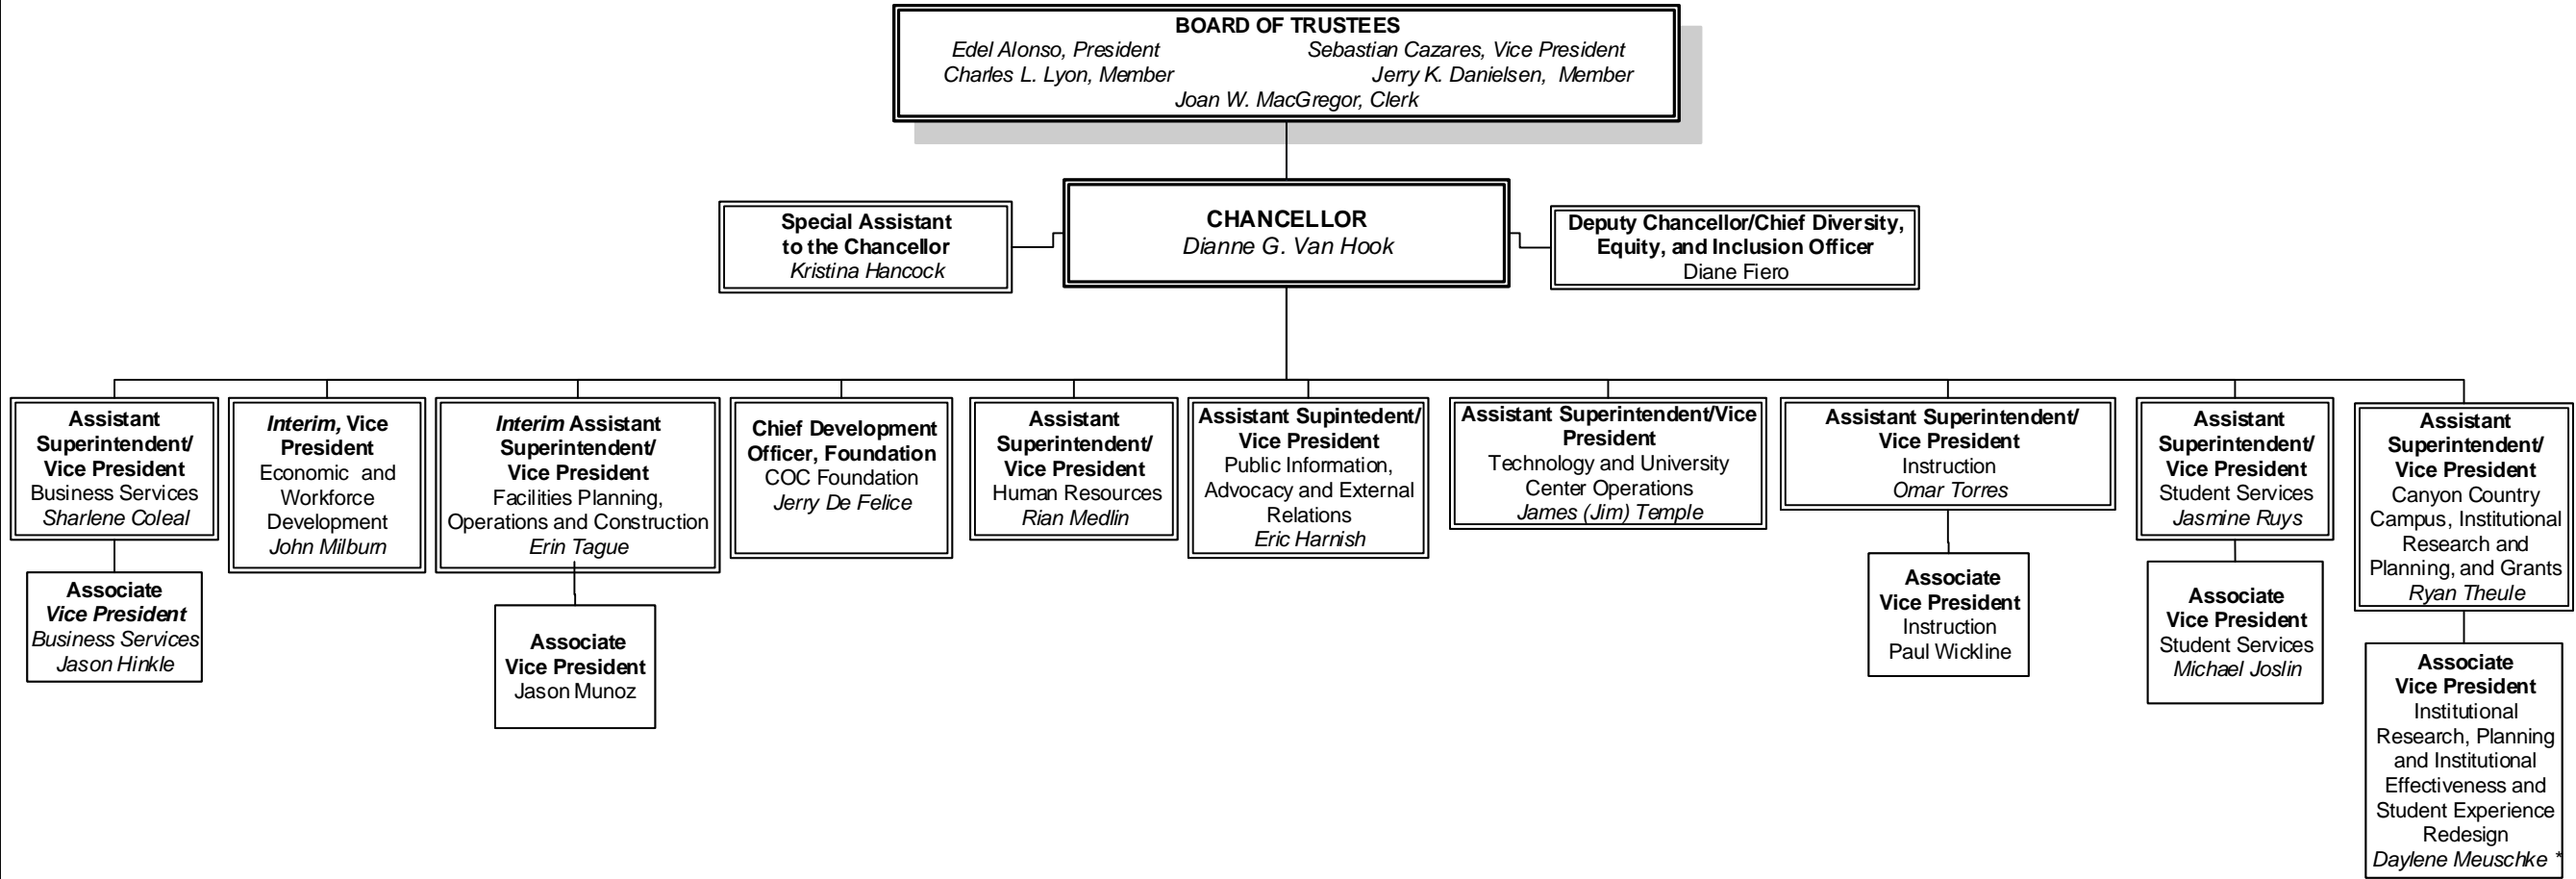 BOARD OF TRUSTEES
Edel Alonso, President Sebastian Cazares, Vice President
Charles L. Lyon, Member Jerry K. Danielsen, Member
Joan W. MacGregor, Clerk
Special Assistant
to the Chancellor
Kristina Hancock
CHANCELLOR
Dianne G. Van Hook
Deputy Chancellor/Chief Diversity,
Equity, and Inclusion Officer
Diane Fiero
Assistant
Superintendent/
Vice President
Business Services
Sharlene Coleal
Interim, Vice
President
Economic and
Workforce
Development
John Milburn
Interim Assistant
Superintendent/
Vice President
Facilities Planning,
Operations and Construction
Erin Tague
Chief Development
Officer, Foundation
COC Foundation
Jerry De Felice
Assistant
Superintendent/
Vice President
Human Resources
Rian Medlin
Assistant Supintedent/
Vice President
Public Information,
Advocacy and External
Relations
Eric Harnish
Assistant Superintendent/Vice
President
Technology and University
Center Operations
James (Jim) Temple
Assistant Superintendent/
Vice President
Instruction
Omar Torres
Assistant
Superintendent/
Vice President
Student Services
Jasmine Ruys
Assistant
Superintendent/
Vice President
Canyon Country
Campus, Institutional
Research and
Planning, and Grants
Ryan Theule
Associate
Vice President
Business Services
Jason Hinkle
Associate
Vice President
Jason Munoz
Associate
Vice President
Instruction
Paul Wickline
Associate
Vice President
Student Services
Michael Joslin
Associate
Vice President
Institutional
Research, Planning
and Institutional
Effectiveness and
Student Experience
Redesign
Daylene Meuschke *